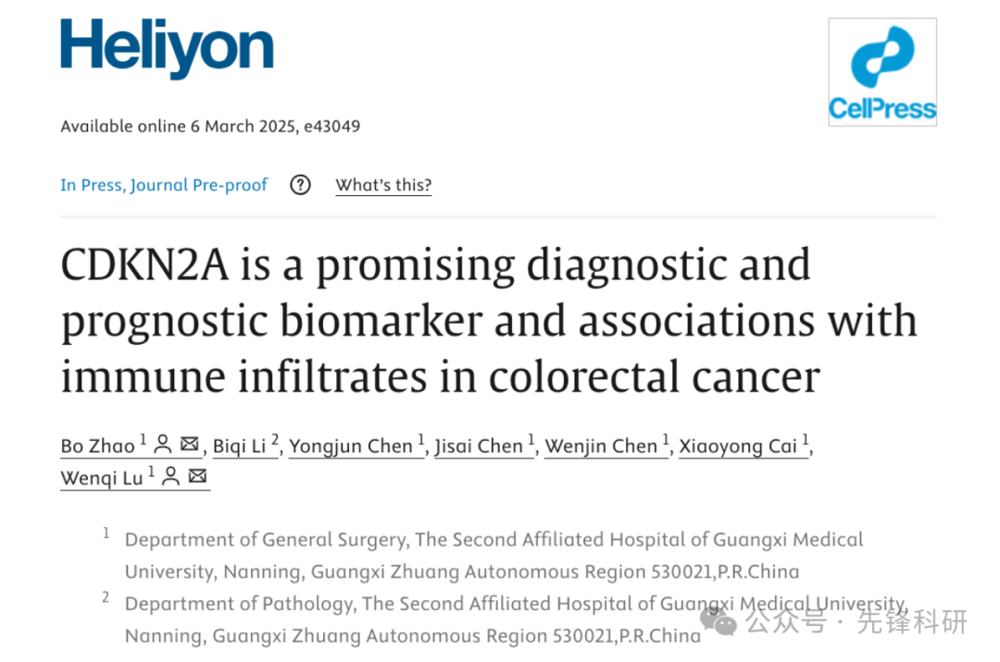 Heliyon
CellPress
Available online 6 March 2025, e43049
In Press, Journal Pre-proof ? What's this?
CDKN2A is a promising diagnostic and
prognostic biomarker and associations with
immune infiltrates in colorectal cancer
Bo Zhao 1, Biqi Li 2, Yongjun Chen 1, Jisai Chen 1, Wenjin Chen 1, Xiaoyong Cai 1,
Wenqi Lu 1
1 Department of General Surgery, The Second Affiliated Hospital of Guangxi Medical
University, Nanning, Guangxi Zhuang Autonomous Region 530021,P.R.China
2 Department of Pathology, The Second Affiliated Hospital of Guangxi Medical University,
Nanning, Guangxi Zhuang Autonomous Region 530021,P.R.China
公众号 · 先锋科研